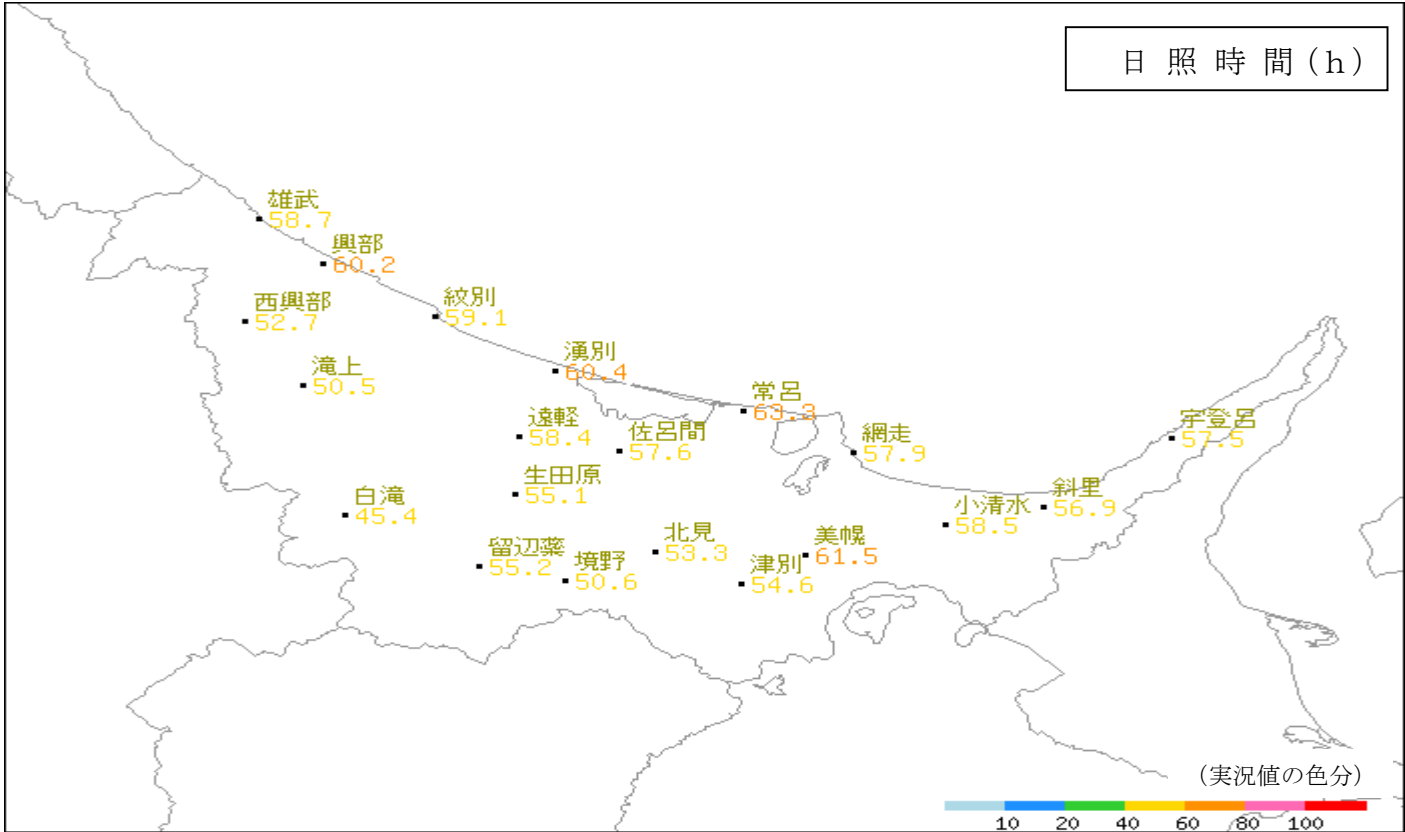 日照時間(h)
雄武
58.7
興部
60.2
西興部
52.7
紋別
59.1
滝上
50.5
湧別
60.4
常呂
63.3
遠軽
58.4
佐呂間
57.6
網走
57.9
宇登呂
57.5
生田原
55.1
白滝
45.4
小清水
58.5
斜里
56.9
留辺蘂
55.2
境野
50.6
北見
53.3
美幌
61.5
津別
54.6
(実況値の色分)
10 20 40 60 80 100